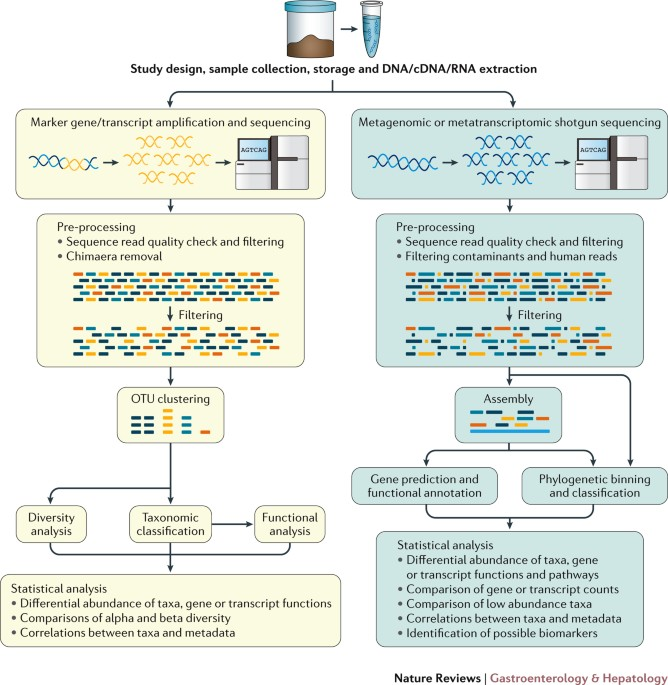 Study design, sample collection, storage and DNA/cDNA/RNA extraction
Marker gene/transcript amplification and sequencing
AGTCAG
Pre-processing
• Sequence read quality check and filtering
• Chimaera removal
Filtering
OTU clustering
Diversity
analysis
Taxonomic
classification
Functional
analysis
Statistical analysis
• Differential abundance of taxa, gene or transcript functions
• Comparisons of alpha and beta diversity
• Correlations between taxa and metadata
Metagenomic or metatranscriptomic shotgun sequencing
AGTCAG
Pre-processing
• Sequence read quality check and filtering
• Filtering contaminants and human reads
Filtering
Assembly
Gene prediction and
functional annotation
Phylogenetic binning
and classification
Statistical analysis
• Differential abundance of taxa, gene
or transcript functions and pathways
• Comparison of gene or transcript counts
• Comparison of low abundance taxa
• Correlations between taxa and metadata
• Identification of possible biomarkers
Nature Reviews | Gastroenterology & Hepatology